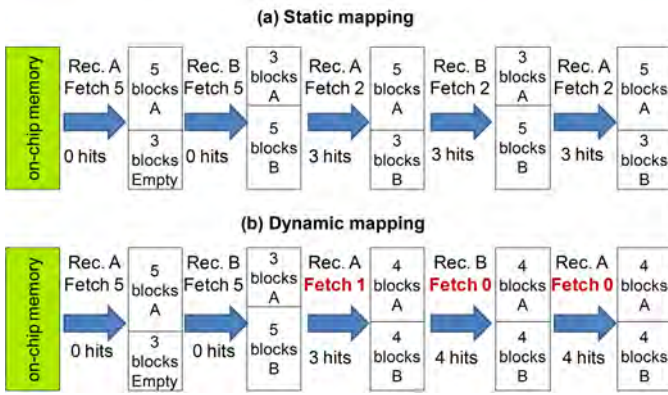 (a) Static mapping
on-chip memory
Rec. A
Fetch 5
0 hits
5
blocks
A
3
blocks
Empty
Rec. B
Fetch 5
0 hits
3
blocks
A
5
blocks
B
Rec. A
Fetch 2
3 hits
5
blocks
A
3
blocks
B
Rec. B
Fetch 2
3 hits
3
blocks
A
5
blocks
B
Rec. A
Fetch 2
3 hits
5
blocks
A
3
blocks
B
(b) Dynamic mapping
on-chip memory
Rec. A
Fetch 5
0 hits
5
blocks
A
3
blocks
Empty
Rec. B
Fetch 5
0 hits
3
blocks
A
5
blocks
B
Rec. A
Fetch 1
3 hits
4
blocks
A
4
blocks
B
Rec. B
Fetch 0
4 hits
4
blocks
A
4
blocks
B
Rec. A
Fetch 0
4 hits
4
blocks
A
4
blocks
B